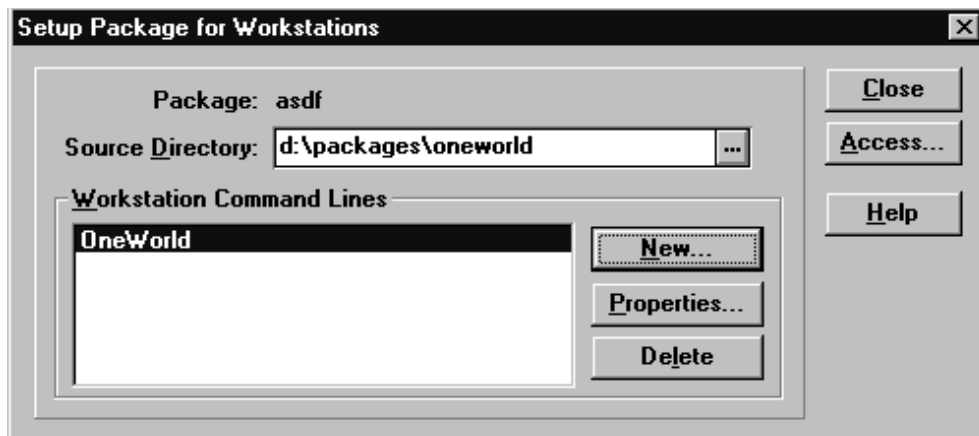 Setup Package for Workstations
Package: asdf
Source Directory: d:\packages\oneworld ...
Workstation Command Lines
OneWorld
New...
Properties...
Delete
Close
Access...
Help